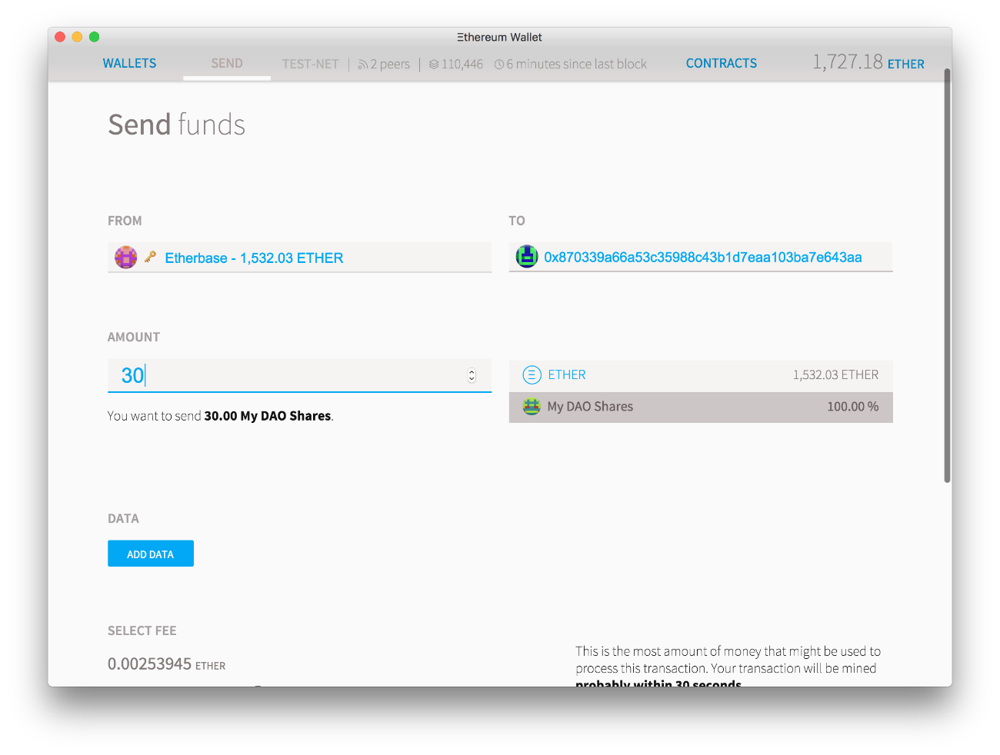 Ξthereum Wallet
WALLETS SEND TEST-NET 2 peers 110,446 6 minutes since last block CONTRACTS 1,727.18 ETHER
Send funds
FROM TO
Etherbase - 1,532.03 ETHER 0x870339a66a53c35988c43b1d7eaa103ba7e643aa
AMOUNT
30 ETHER 1,532.03 ETHER
My DAO Shares 100.00 %
You want to send 30.00 My DAO Shares.
DATA
ADD DATA
SELECT FEE
0.00253945 ETHER
This is the most amount of money that might be used to
process this transaction. Your transaction will be mined
probably within 30 seconds